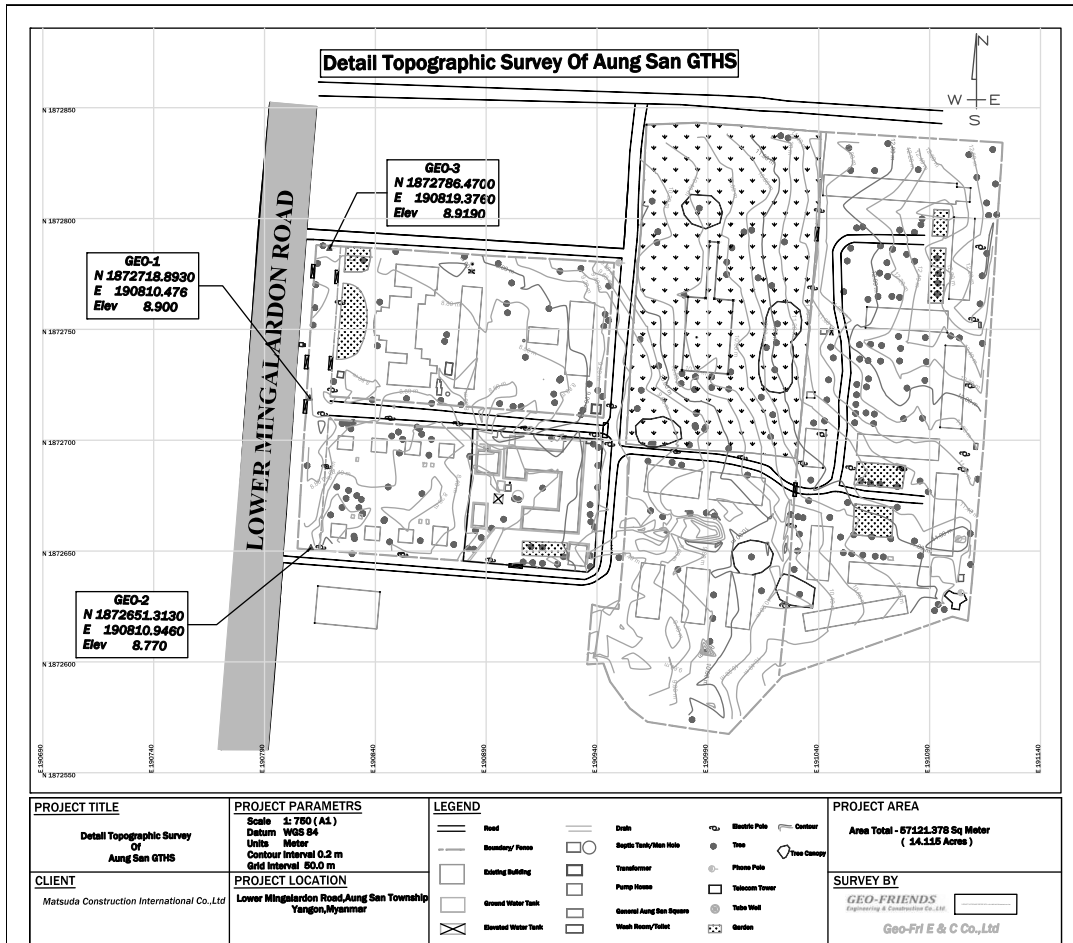 Detail Topographic Survey Of Aung San GTHS
N
W E
S
N 1872850
N 1872800
N 1872750
N 1872700
N 1872650
N 1872600
N 1872550
GEO-3
N 1872786.4700
E 190819.3760
Elev 8.9190
GEO-1
N 1872718.8930
E 190810.476
Elev 8.900
GEO-2
N 1872651.3130
E 190810.9460
Elev 8.770
LOWER MINGALARDON ROAD
E 190690
E 190740
E 190790
E 190840
E 190890
E 190940
E 190990
E 191040
E 191090
E 191140
PROJECT TITLE
Detail Topographic Survey
Of
Aung San GTHS
CLIENT
Matsuda Construction International Co.,Ltd
PROJECT PARAMETRS
Scale 1: 750 ( A1 )
Datum WGS 84
Units Meter
Contour Interval 0.2 m
Grid Interval 50.0 m
PROJECT LOCATION
Lower Mingalardon Road,Aung San Township
Yangon,Myanmar
LEGEND
Road
Boundary/ Fence
Existing Building
Ground Water Tank
Elevated Water Tank
Drain
Septic Tank/Man Hole
Transformer
Pump House
General Aung San Square
Wash Room/Toilet
Electric Pole
Tree
Phone Pole
Telecom Tower
Tube Well
Garden
Contour
Tree Canopy
PROJECT AREA
Area Total - 57121.378 Sq Meter
( 14.115 Acres )
SURVEY BY
GEO-FRIENDS
Engineering & Construction Co.,Ltd.
Geo-Fri E & C Co.,Ltd